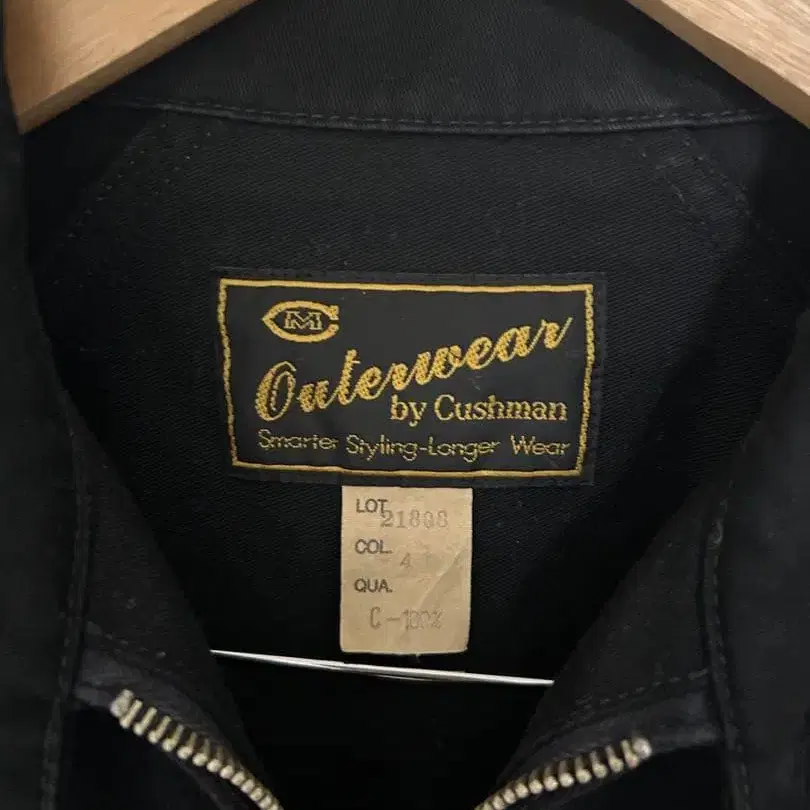 CM
Outerwear
by Cushman
Smarter Styling-Longer Wear
LOT 21808
COL. 4
QUA.
C-100%